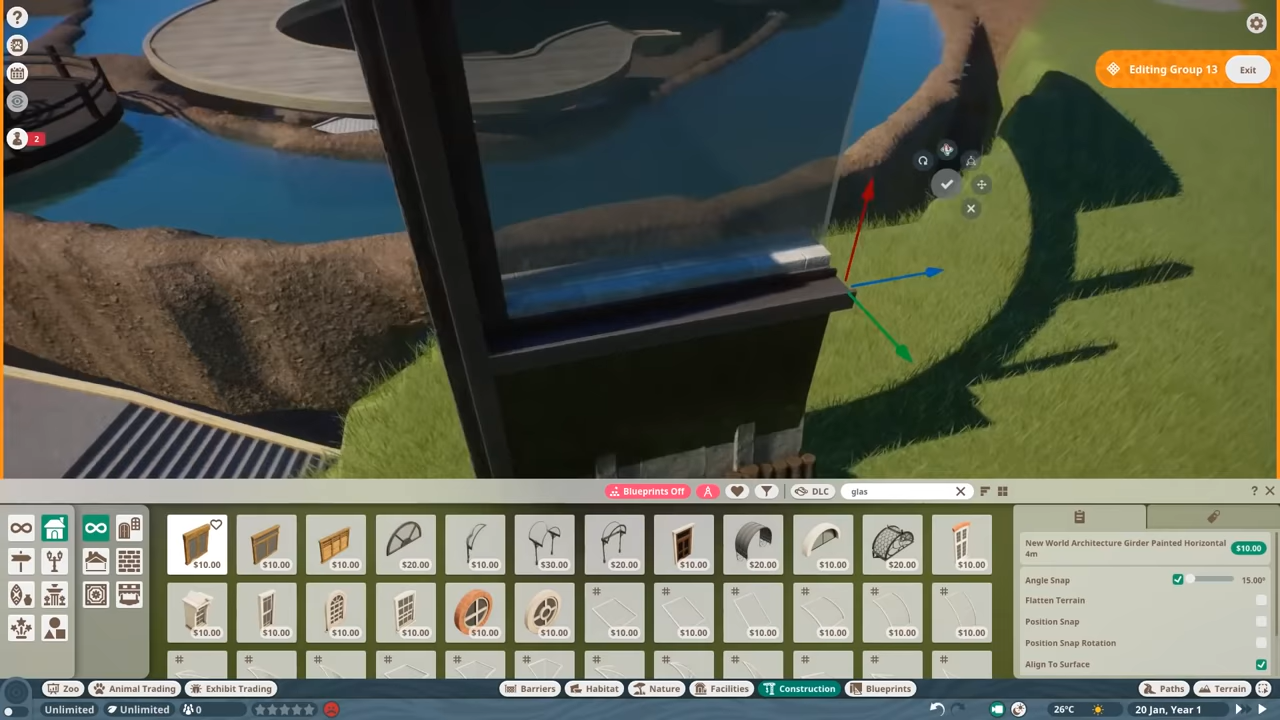 ?
Editing Group 13 Exit
2
Blueprints Off DLC glas
? 
$10.00 $10.00 $10.00 $20.00 $10.00 $30.00 $20.00 $10.00 $20.00 $10.00 $20.00 $10.00
$10.00 $10.00 $10.00 $10.00 $10.00 $10.00 $10.00 $10.00 $10.00 $10.00 $10.00 $10.00
New World Architecture Girder Painted Horizontal
4m
$10.00
Angle Snap 15.00°
Flatten Terrain
Position Snap
Position Snap Rotation
Align To Surface
Zoo Animal Trading Exhibit Trading Barriers Habitat Nature Facilities Construction Blueprints Paths Terrain
Unlimited Unlimited 0 26°C 20 Jan, Year 1